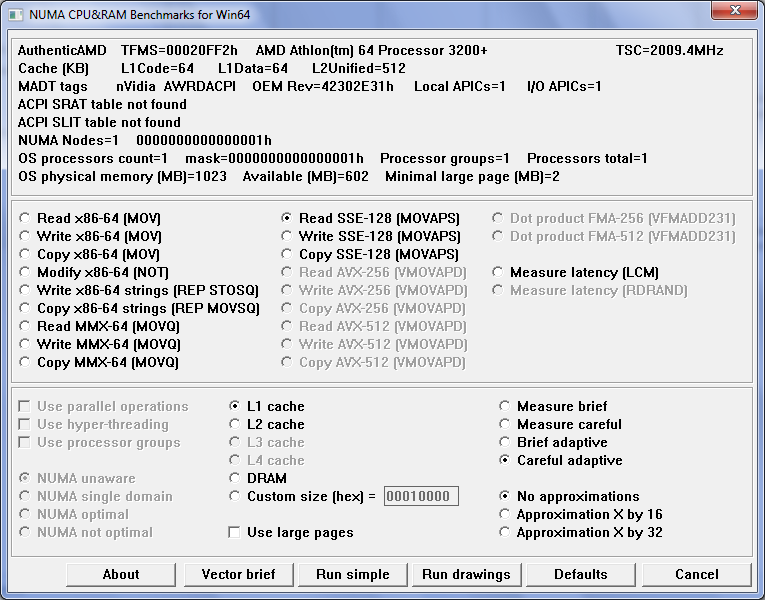 NUMA CPU&RAM Benchmarks for Win64
AuthenticAMD TFMS=00020FF2h AMD Athlon(tm) 64 Processor 3200+ TSC=2009.4MHz
Cache (KB) L1Code=64 L1Data=64 L2Unified=512
MADT tags nVidia AWRDACPI OEM Rev=42302E31h Local APICs=1 I/O APICs=1
ACPI SRAT table not found
ACPI SLIT table not found
NUMA Nodes=1 0000000000000001h
OS processors count=1 mask=0000000000000001h Processor groups=1 Processors total=1
OS physical memory (MB)=1023 Available (MB)=602 Minimal large page (MB)=2
Read x86-64 (MOV)
Write x86-64 (MOV)
Copy x86-64 (MOV)
Modify x86-64 (NOT)
Write x86-64 strings (REP STOSQ)
Copy x86-64 strings (REP MOVSQ)
Read MMX-64 (MOVQ)
Write MMX-64 (MOVQ)
Copy MMX-64 (MOVQ)
Read SSE-128 (MOVAPS)
Write SSE-128 (MOVAPS)
Copy SSE-128 (MOVAPS)
Read AVX-256 (VMOVAPD)
Write AVX-256 (VMOVAPD)
Copy AVX-256 (VMOVAPD)
Read AVX-512 (VMOVAPD)
Write AVX-512 (VMOVAPD)
Copy AVX-512 (VMOVAPD)
Dot product FMA-256 (VFMADD231)
Dot product FMA-512 (VFMADD231)
Measure latency (LCM)
Measure latency (RDRAND)
Use parallel operations
Use hyper-threading
Use processor groups
NUMA unaware
NUMA single domain
NUMA optimal
NUMA not optimal
L1 cache
L2 cache
L3 cache
L4 cache
DRAM
Custom size (hex) = 00010000
Use large pages
Measure brief
Measure careful
Brief adaptive
Careful adaptive
No approximations
Approximation X by 16
Approximation X by 32
About Vector brief Run simple Run drawings Defaults Cancel